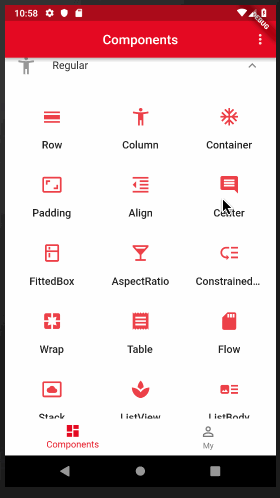 10:58
DEBUG
Components
Regular
Row Column Container
Padding Align Center
FittedBox AspectRatio Constrained...
Wrap Table Flow
Stack ListView ListBody
Components My